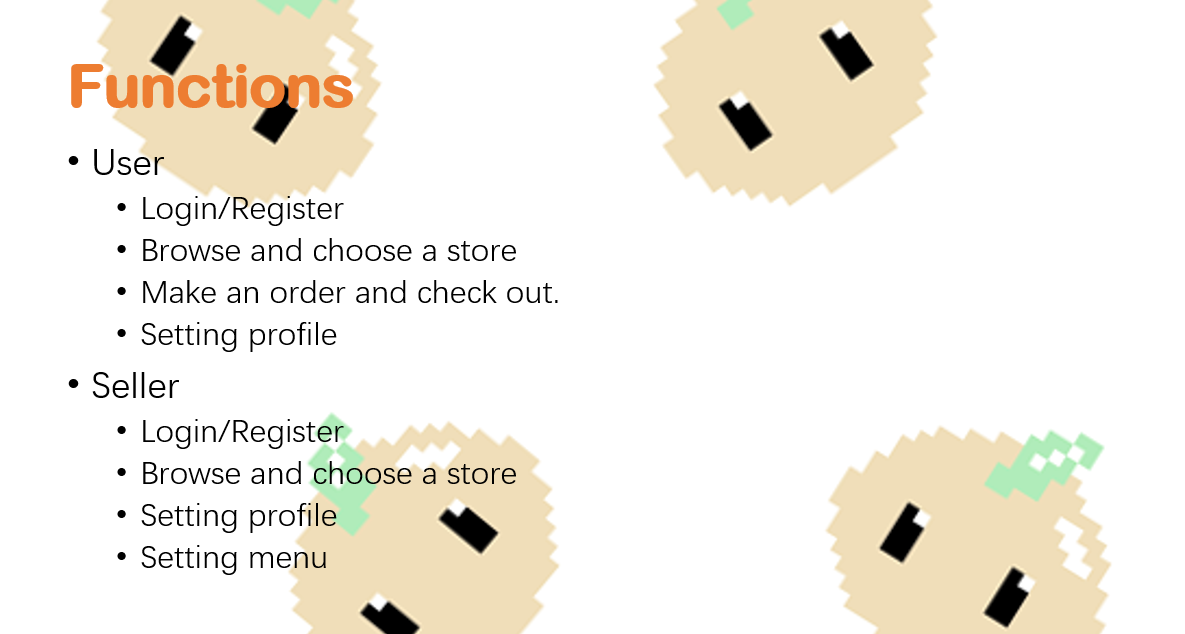 Functions
• User
• Login/Register
• Browse and choose a store
• Make an order and check out.
• Setting profile
• Seller
• Login/Register
• Browse and choose a store
• Setting profile
• Setting menu